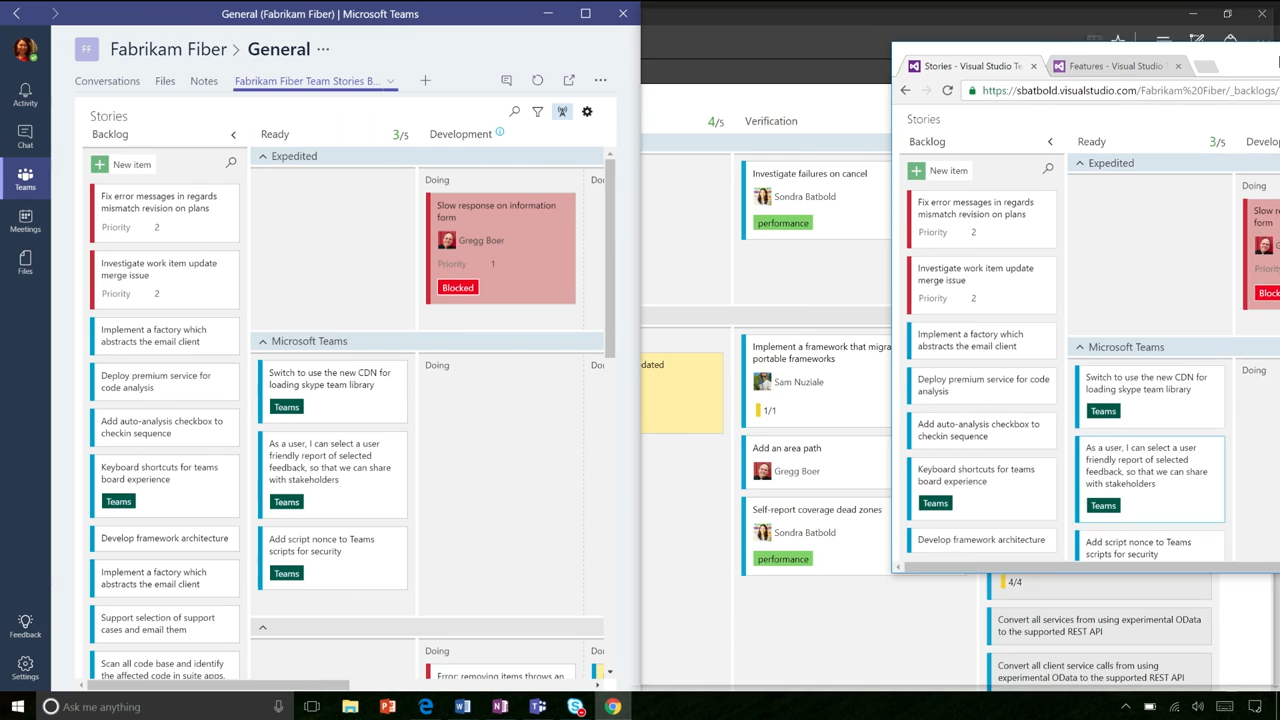 General (Fabrikam Fiber) | Microsoft Teams
FF
Fabrikam Fiber > General ···
Conversations
Files
Notes
Fabrikam Fiber Team Stories B...
Activity
Chat
Teams
Meetings
Files
Feedback
Settings
Stories
Backlog
Ready
3/5
Development
New item
Fix error messages in regards
mismatch revision on plans
Priority 2
Investigate work item update
merge issue
Priority 2
Implement a factory which
abstracts the email client
Deploy premium service for
code analysis
Add auto-analysis checkbox to
checkin sequence
Keyboard shortcuts for teams
board experience
Teams
Develop framework architecture
Implement a factory which
abstracts the email client
Support selection of support
cases and email them
Scan all code base and identify
the affected code in suite apps,
Expedited
Doing
Slow response on information
form
Gregg Boer
Priority 1
Blocked
Microsoft Teams
Switch to use the new CDN for
loading skype team library
Teams
As a user, I can select a user
friendly report of selected
feedback, so that we can share
with stakeholders
Teams
Add script nonce to Teams
scripts for security
Teams
Doing
Doing
Error: removing items throws an
4/5
Verification
Investigate failures on cancel
Sondra Batbold
performance
dated
Implement a framework that migra
portable frameworks
Sam Nuziale
1/1
Add an area path
Gregg Boer
Self-report coverage dead zones
Sondra Batbold
performance
4/4
Convert all services from using experimental OData
to the supported REST API
Convert all client service calls from using
experimental OData to the supported REST API
Stories - Visual Studio Te
Features - Visual Studio T
https://sbatbold.visualstudio.com/Fabrikam%20Fiber/_backlogs/
Stories
Backlog
Ready
3/5
Develo
New item
Fix error messages in regards
mismatch revision on plans
Priority 2
Investigate work item update
merge issue
Priority 2
Implement a factory which
abstracts the email client
Deploy premium service for code
analysis
Add auto-analysis checkbox to
checkin sequence
Keyboard shortcuts for teams
board experience
Teams
Develop framework architecture
Expedited
Doing
Slow r
form
G
Priority
Blocke
Microsoft Teams
Switch to use the new CDN for
loading skype team library
Teams
As a user, I can select a user
friendly report of selected
feedback, so that we can share
with stakeholders
Teams
Add script nonce to Teams
scripts for security
Doing
Ask me anything